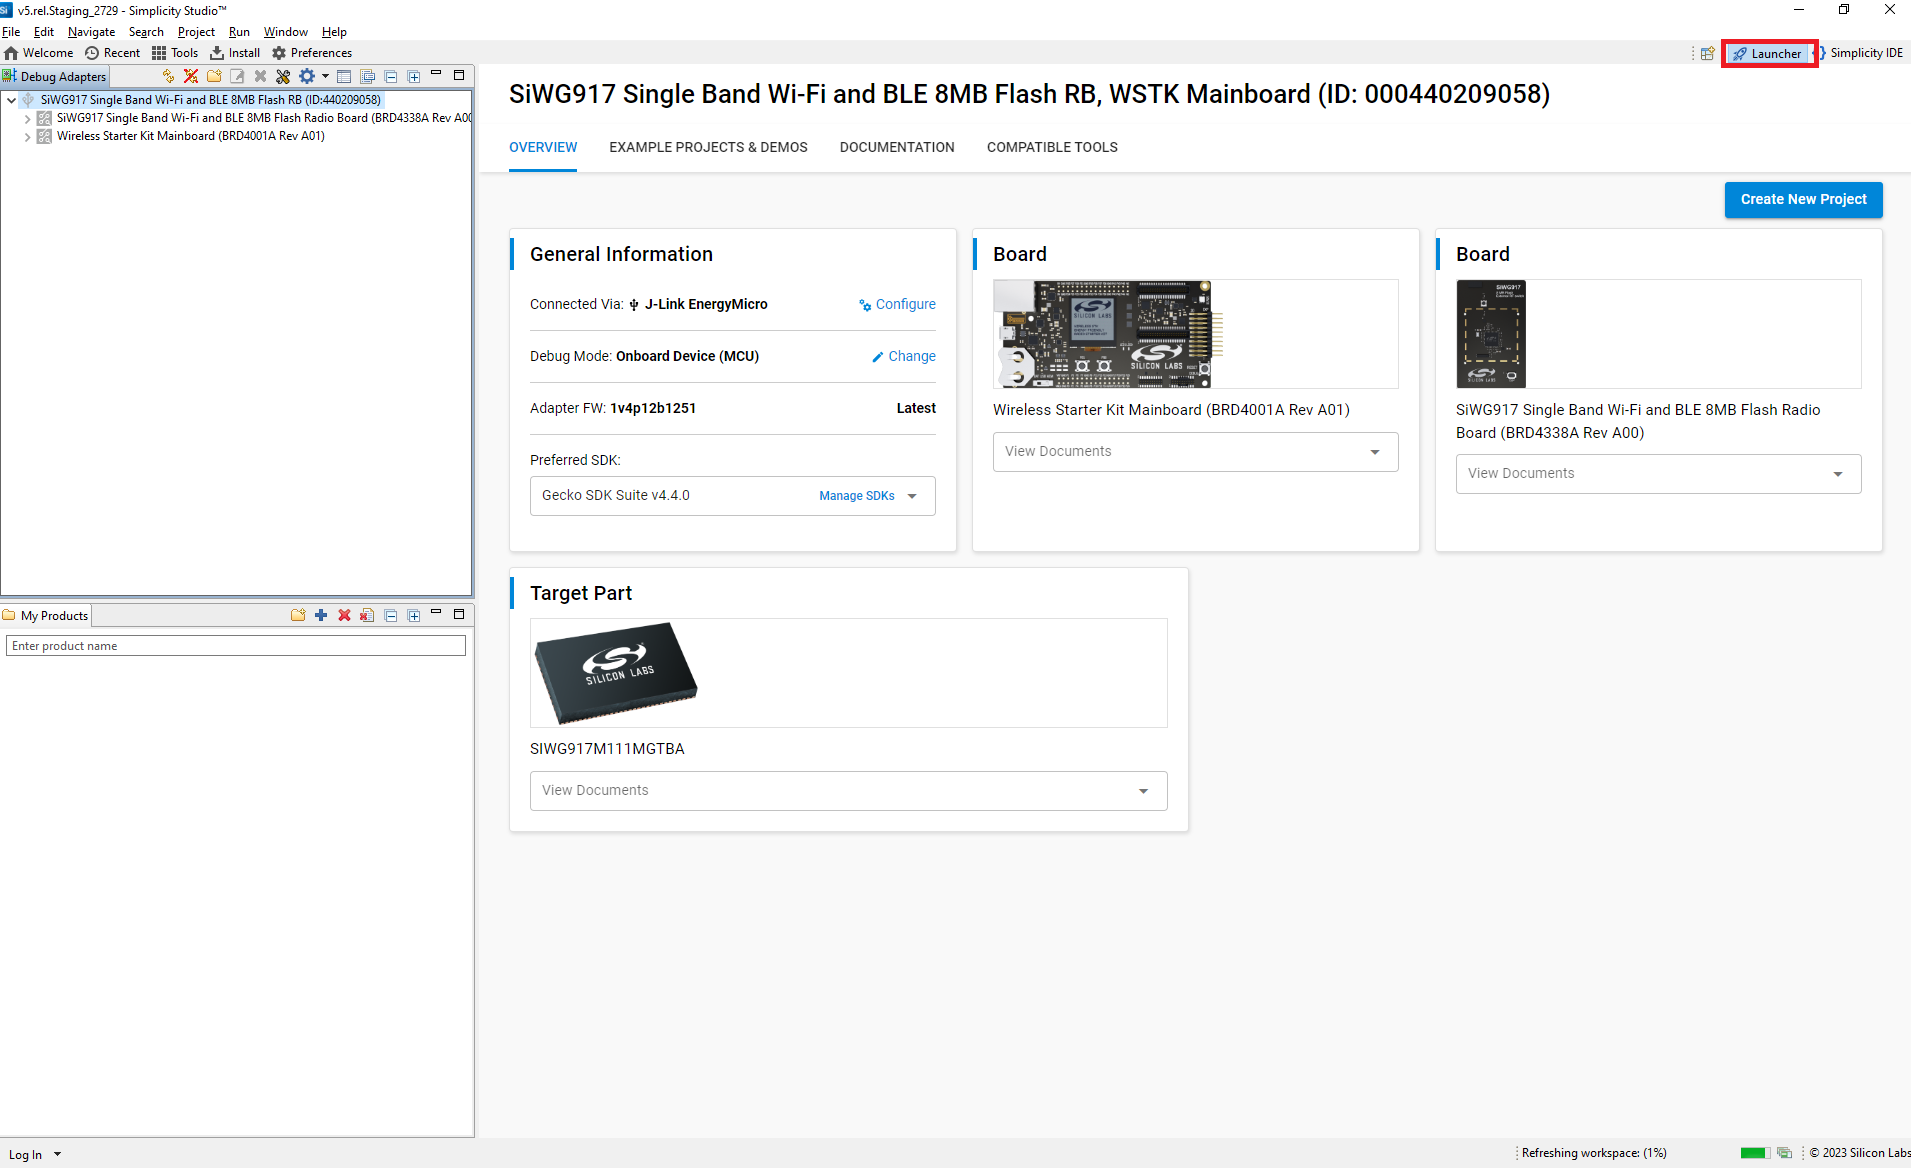 v5.rel.Staging_2729 - Simplicity Studio™
File Edit Navigate Search Project Run Window Help
Welcome Recent Tools Install Preferences
Launcher Simplicity IDE
Debug Adapters
SiWG917 Single Band Wi-Fi and BLE 8MB Flash RB (ID:440209058)
SiWG917 Single Band Wi-Fi and BLE 8MB Flash Radio Board (BRD4338A Rev A00
Wireless Starter Kit Mainboard (BRD4001A Rev A01)
My Products
Enter product name
SiWG917 Single Band Wi-Fi and BLE 8MB Flash RB, WSTK Mainboard (ID: 000440209058)
OVERVIEW EXAMPLE PROJECTS & DEMOS DOCUMENTATION COMPATIBLE TOOLS
Create New Project
General Information
Connected Via: J-Link EnergyMicro Configure
Debug Mode: Onboard Device (MCU) Change
Adapter FW: 1v4p12b1251 Latest
Preferred SDK:
Gecko SDK Suite v4.4.0 Manage SDKs
Board
SILICON LABS
SILICON LABS
Wireless Starter Kit Mainboard (BRD4001A Rev A01)
View Documents
Board
SiWG917
SILICON LABS
SiWG917 Single Band Wi-Fi and BLE 8MB Flash Radio
Board (BRD4338A Rev A00)
View Documents
Target Part
SILICON LABS
SIWG917M111MGTBA
View Documents
Log In
Refreshing workspace: (1%)
© 2023 Silicon Labs